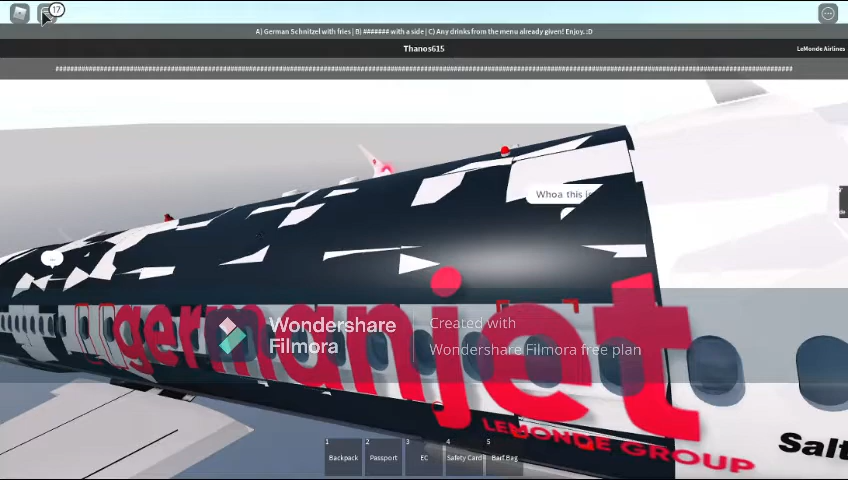 17
A) German Schnitzel with fries | B) ####### with a side | C) Any drinks from the menu already given! Enjoy. :D
Thanos615
LeMonde Airlines
Whoa this is
...
germanjet
LEMONDE GROUP
Wondershare
Filmora
Created with
Wondershare Filmora free plan
Salt
1 Backpack
2 Passport
3 EC
4 Safety Card
5 Barf Bag